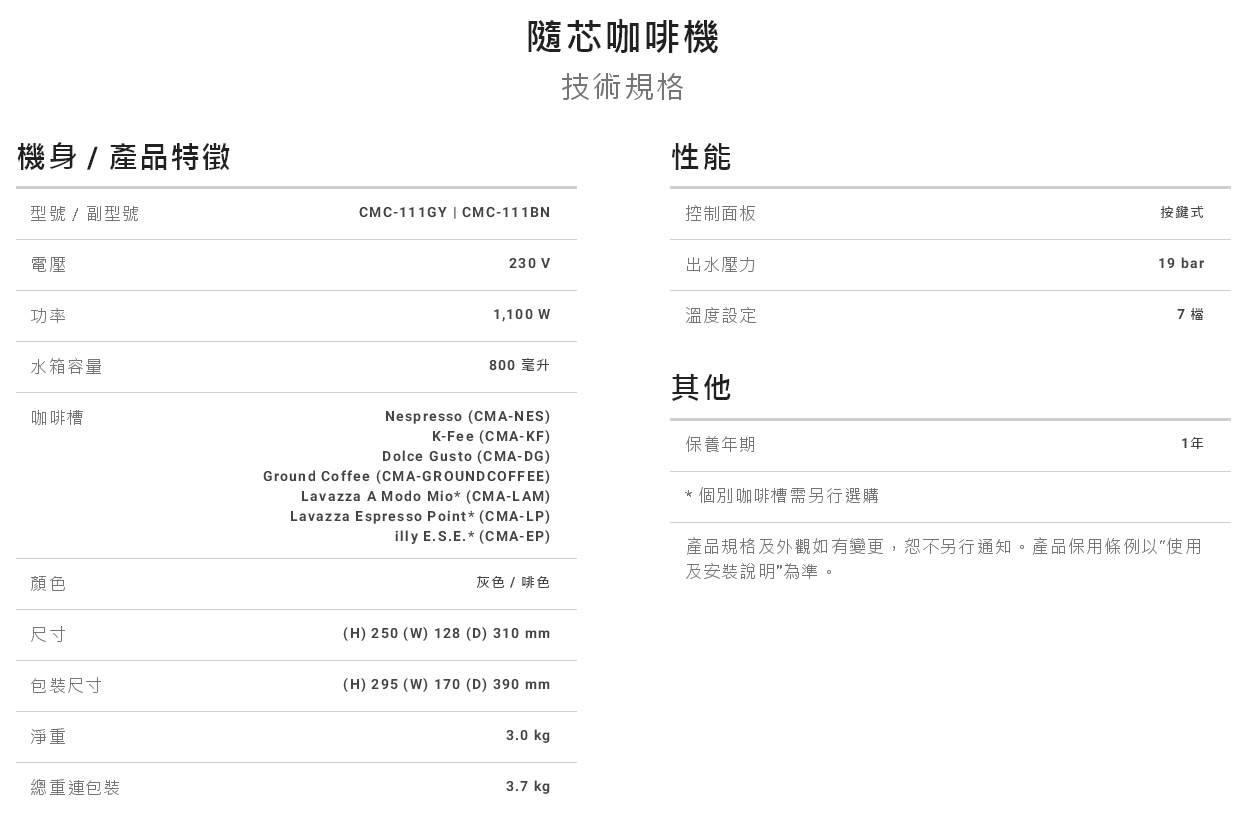 隨芯咖啡機
技術規格
機身 / 產品特徵
型號 / 副型號 CMC-111GY | CMC-111BN
電壓 230 V
功率 1,100 W
水箱容量 800 毫升
咖啡槽 Nespresso (CMA-NES)
K-Fee (CMA-KF)
Dolce Gusto (CMA-DG)
Ground Coffee (CMA-GROUNDCOFFEE)
Lavazza A Modo Mio* (CMA-LAM)
Lavazza Espresso Point* (CMA-LP)
illy E.S.E.* (CMA-EP)
顏色 灰色 / 啡色
尺寸 (H) 250 (W) 128 (D) 310 mm
包裝尺寸 (H) 295 (W) 170 (D) 390 mm
淨重 3.0 kg
總重連包裝 3.7 kg
性能
控制面板 按鍵式
出水壓力 19 bar
溫度設定 7 檔
其他
保養年期 1年
* 個別咖啡槽需另行選購
產品規格及外觀如有變更，恕不另行通知。產品保用條例以“使用
及安裝說明”為準。